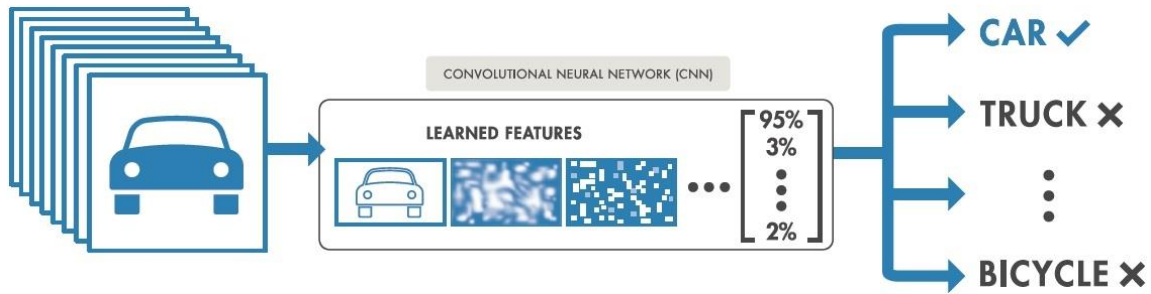 CONVOLUTIONAL NEURAL NETWORK (CNN)
LEARNED FEATURES
95%
3%
2%
CAR ✓
TRUCK ×
BICYCLE ×